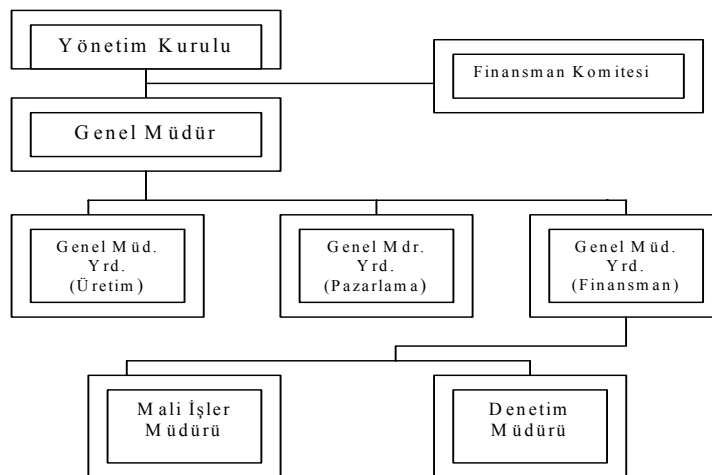 Yönetim Kurulu
Finansman Komitesi
Genel Müdür
Genel Müd.
Yrd.
(Üretim)
Genel Mdr.
Yrd.
(Pazarlama)
Genel Müd.
Yrd.
(Finansman)
Mali İşler
Müdürü
Denetim
Müdürü